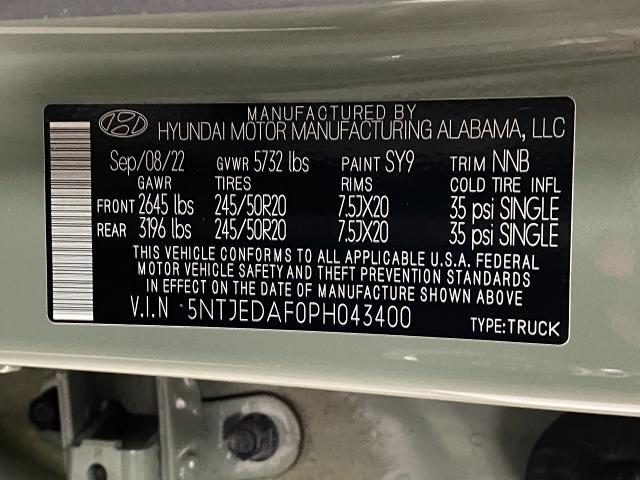 MANUFACTURED BY
HYUNDAI MOTOR MANUFACTURING ALABAMA, LLC
Sep/08/22 GVWR 5732 lbs PAINT SY9 TRIM NNB
GAWR TIRES RIMS COLD TIRE INFL
FRONT 2645 lbs 245/50R20 7.5JX20 35 psi SINGLE
REAR 3196 lbs 245/50R20 7.5JX20 35 psi SINGLE
THIS VEHICLE CONFORMS TO ALL APPLICABLE U.S.A. FEDERAL
MOTOR VEHICLE SAFETY AND THEFT PREVENTION STANDARDS
IN EFFECT ON THE DATE OF MANUFACTURE SHOWN ABOVE
V.I.N 5NTJEDAF0PH043400 TYPE:TRUCK